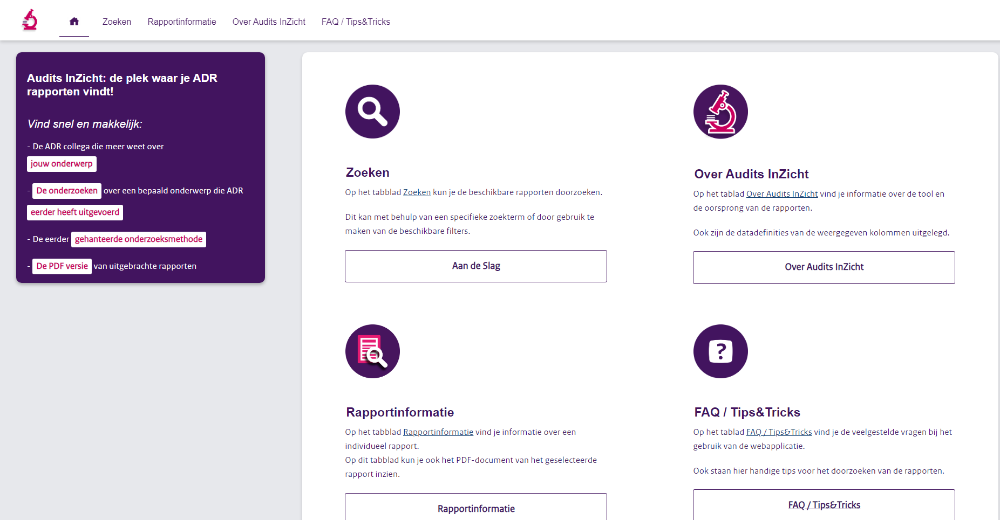 Zoeken
Rapportinformatie
Over Audits InZicht
FAQ / Tips&Tricks
Audits InZicht: de plek waar je ADR
rapporten vindt!
Vind snel en makkelijk:
- De ADR collega die meer weet over
jouw onderwerp
- De onderzoeken over een bepaald onderwerp die ADR
eerder heeft uitgevoerd
- De eerder gehanteerde onderzoeksmethode
- De PDF versie van uitgebrachte rapporten
Zoeken
Op het tabblad Zoeken kun je de beschikbare rapporten doorzoeken.
Dit kan met behulp van een specifieke zoekterm of door gebruik te
maken van de beschikbare filters.
Aan de Slag
Over Audits InZicht
Op het tablad Over Audits InZicht vind je informatie over de tool en
de oorsprong van de rapporten.
Ook zijn de datadefinities van de weergegeven kolommen uitgelegd.
Over Audits InZicht
Rapportinformatie
Op het tabblad Rapportinformatie vind je informatie over een
individueel rapport.
Op dit tabblad kun je ook het PDF-document van het geselecteerde
rapport inzien.
Rapportinformatie
?
FAQ / Tips&Tricks
Op het tablad FAQ / Tips&Tricks vind je de veelgestelde vragen bij het
gebruik van de webapplicatie.
Ook staan hier handige tips voor het doorzoeken van de rapporten.
FAQ / Tips&Tricks